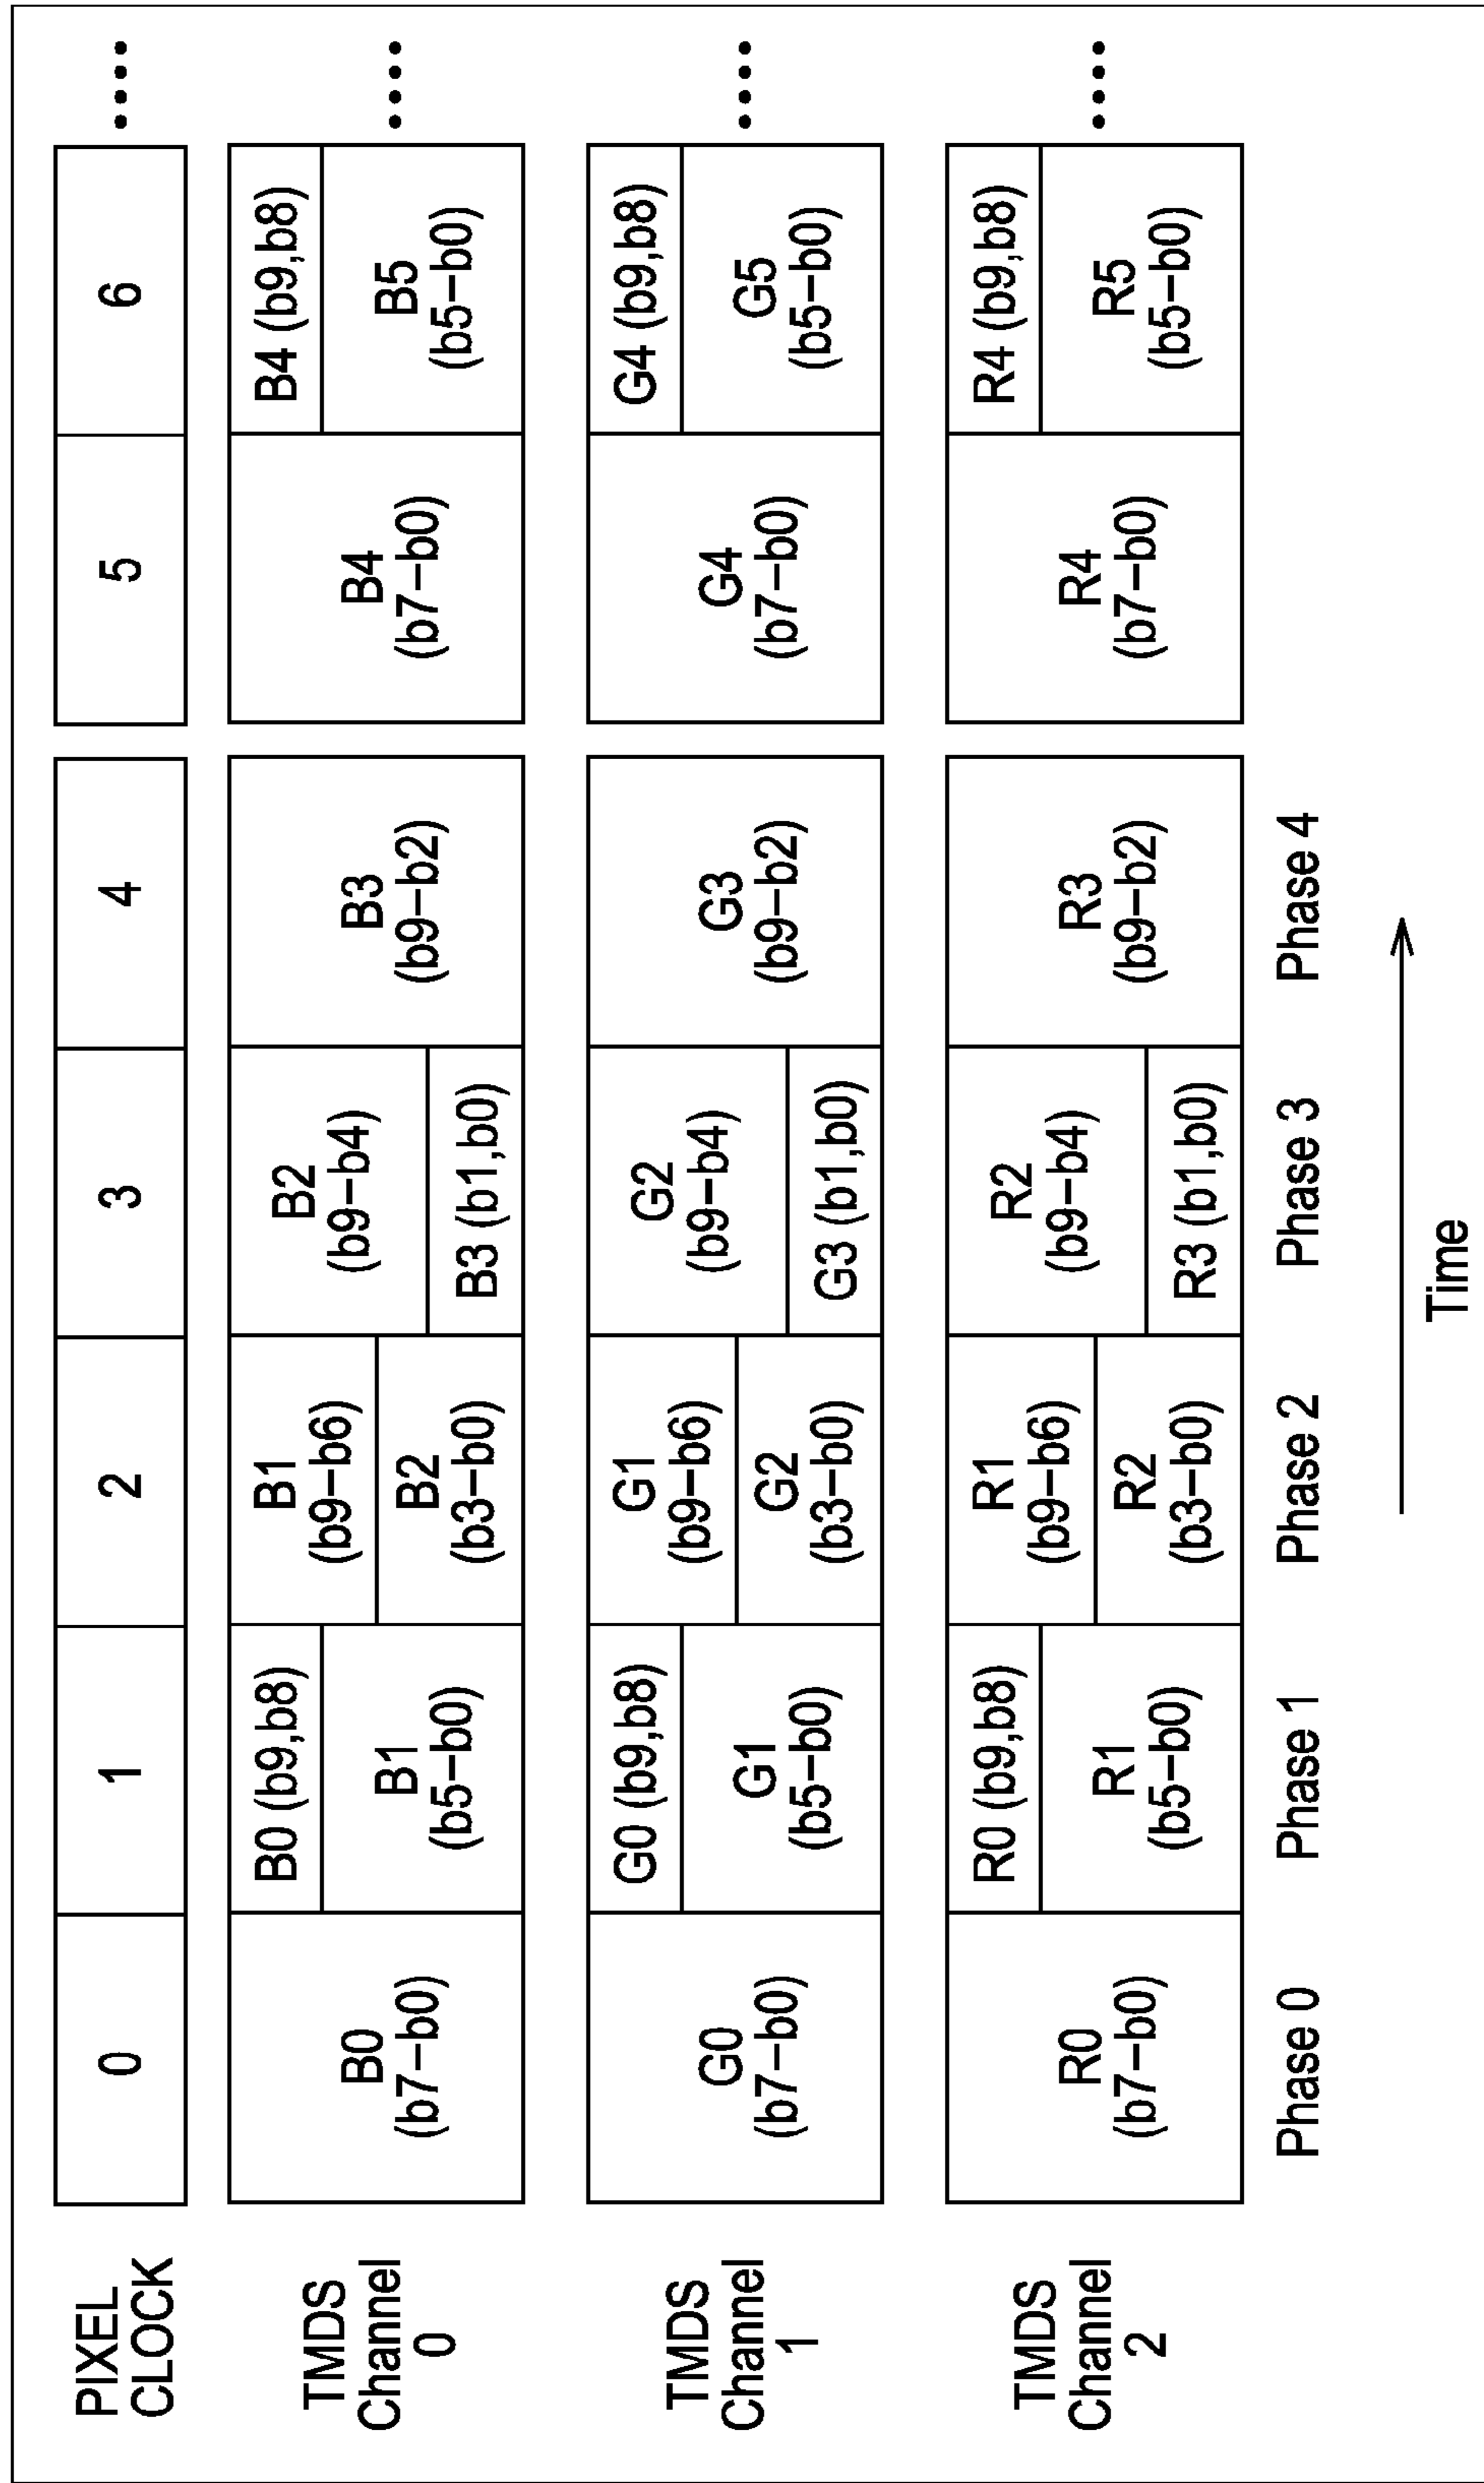 PIXEL
CLOCK
0
1
2
3
4
5
6
••••
TMDS
Channel
0
B0
(b7−b0)
B0 (b9,b8)
B1
(b5−b0)
B1
(b9−b6)
B2
(b3−b0)
B2
(b9−b4)
B3 (b1,b0)
B3
(b9−b2)
B4
(b7−b0)
B4 (b9,b8)
B5
(b5−b0)
••••
TMDS
Channel
1
G0
(b7−b0)
G0 (b9,b8)
G1
(b5−b0)
G1
(b9−b6)
G2
(b3−b0)
G2
(b9−b4)
G3 (b1,b0)
G3
(b9−b2)
G4
(b7−b0)
G4 (b9,b8)
G5
(b5−b0)
••••
TMDS
Channel
2
R0
(b7−b0)
R0 (b9,b8)
R1
(b5−b0)
R1
(b9−b6)
R2
(b3−b0)
R2
(b9−b4)
R3 (b1,b0)
R3
(b9−b2)
R4
(b7−b0)
R4 (b9,b8)
R5
(b5−b0)
••••
Phase 0
Phase 1
Phase 2
Phase 3
Phase 4
Time